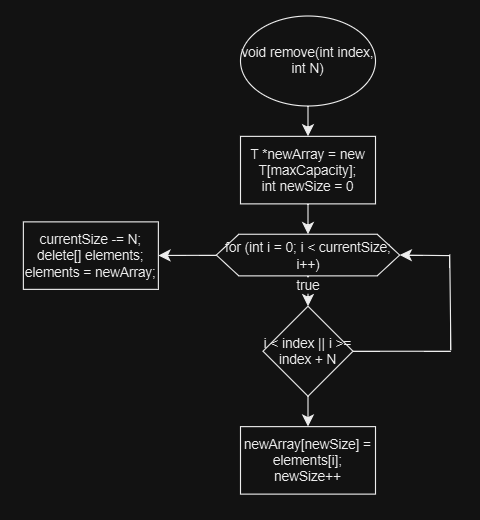 void remove(int index,
int N)
T *newArray = new
T[maxCapacity];
int newSize = 0
for (int i = 0; i < currentSize;
i++)
currentSize -= N;
delete[] elements;
elements = newArray;
true
i < index || i >=
index + N
newArray[newSize] =
elements[i];
newSize++